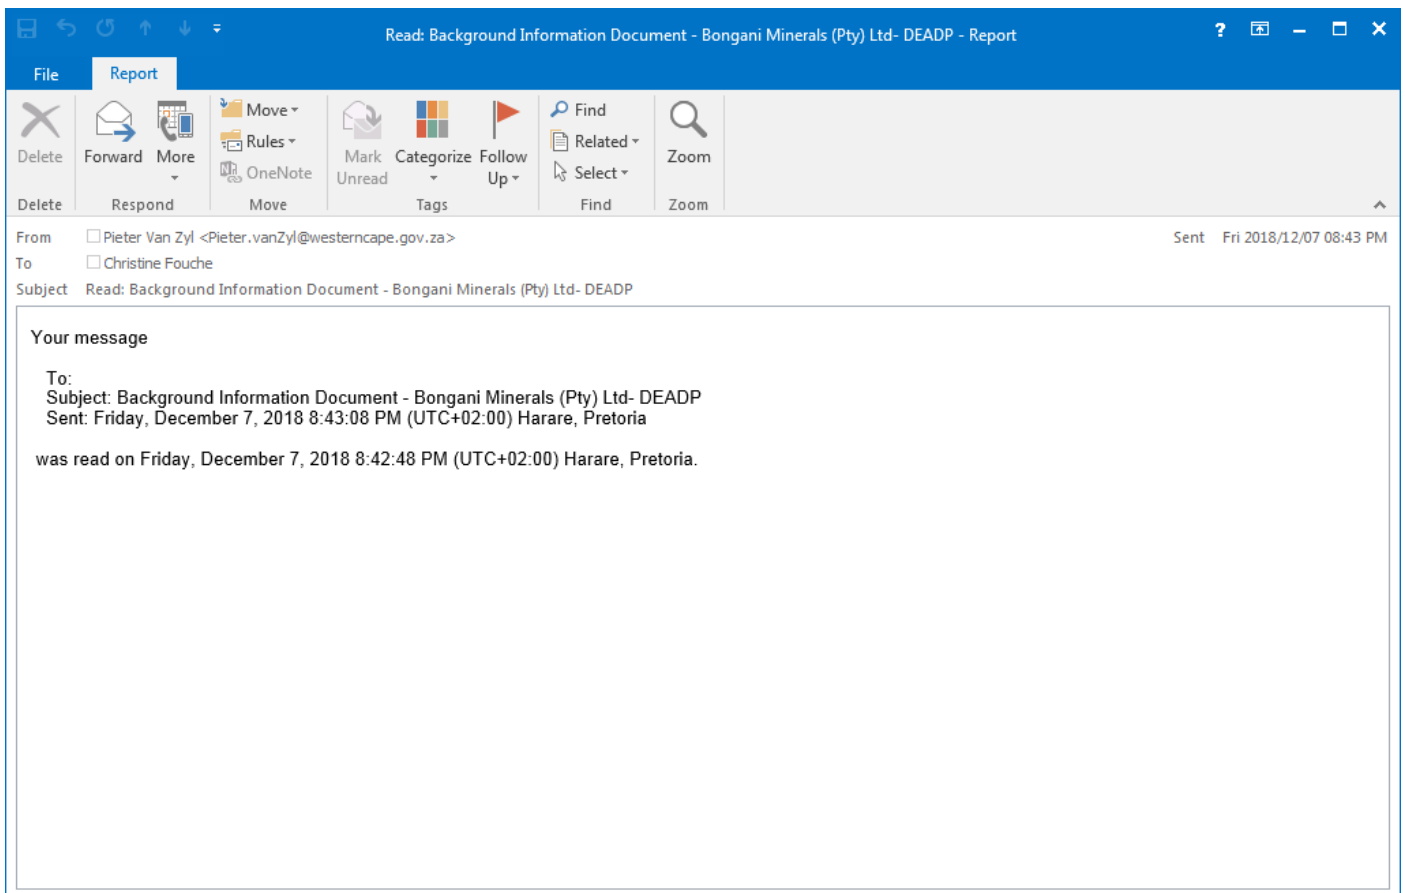 Read: Background Information Document - Bongani Minerals (Pty) Ltd- DEADP - Report
?
File Report
Delete
Forward
More
Move
Rules
OneNote
Mark Unread
Categorize
Follow Up
Find
Related
Select
Zoom
Delete Respond Move Tags Find Zoom
From Pieter Van Zyl <Pieter.vanZyl@westerncape.gov.za> Sent Fri 2018/12/07 08:43 PM
To Christine Fouche
Subject Read: Background Information Document - Bongani Minerals (Pty) Ltd- DEADP
Your message
To:
Subject: Background Information Document - Bongani Minerals (Pty) Ltd- DEADP
Sent: Friday, December 7, 2018 8:43:08 PM (UTC+02:00) Harare, Pretoria
was read on Friday, December 7, 2018 8:42:48 PM (UTC+02:00) Harare, Pretoria.